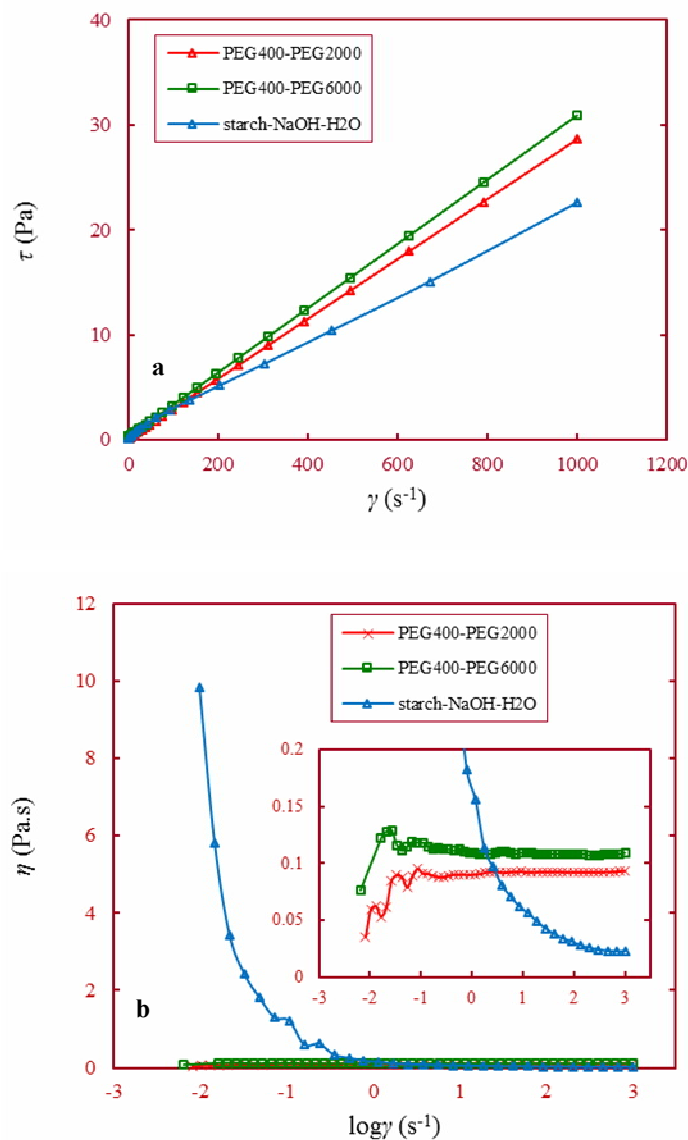 40
30
20
10
0
τ (Pa)
PEG400-PEG2000
PEG400-PEG6000
starch-NaOH-H2O
a
0 200 400 600 800 1000 1200
γ (s-1)
12
10
8
6
4
2
0
η (Pa.s)
PEG400-PEG2000
PEG400-PEG6000
starch-NaOH-H2O
0.2
0.15
0.1
0.05
0
-3 -2 -1 0 1 2 3
b
-3 -2 -1 0 1 2 3
logγ (s-1)